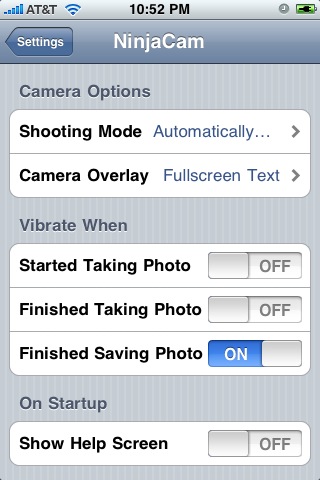 AT&T 10:52 PM
Settings NinjaCam
Camera Options
Shooting Mode Automatically...
Camera Overlay Fullscreen Text
Vibrate When
Started Taking Photo OFF
Finished Taking Photo OFF
Finished Saving Photo ON
On Startup
Show Help Screen OFF